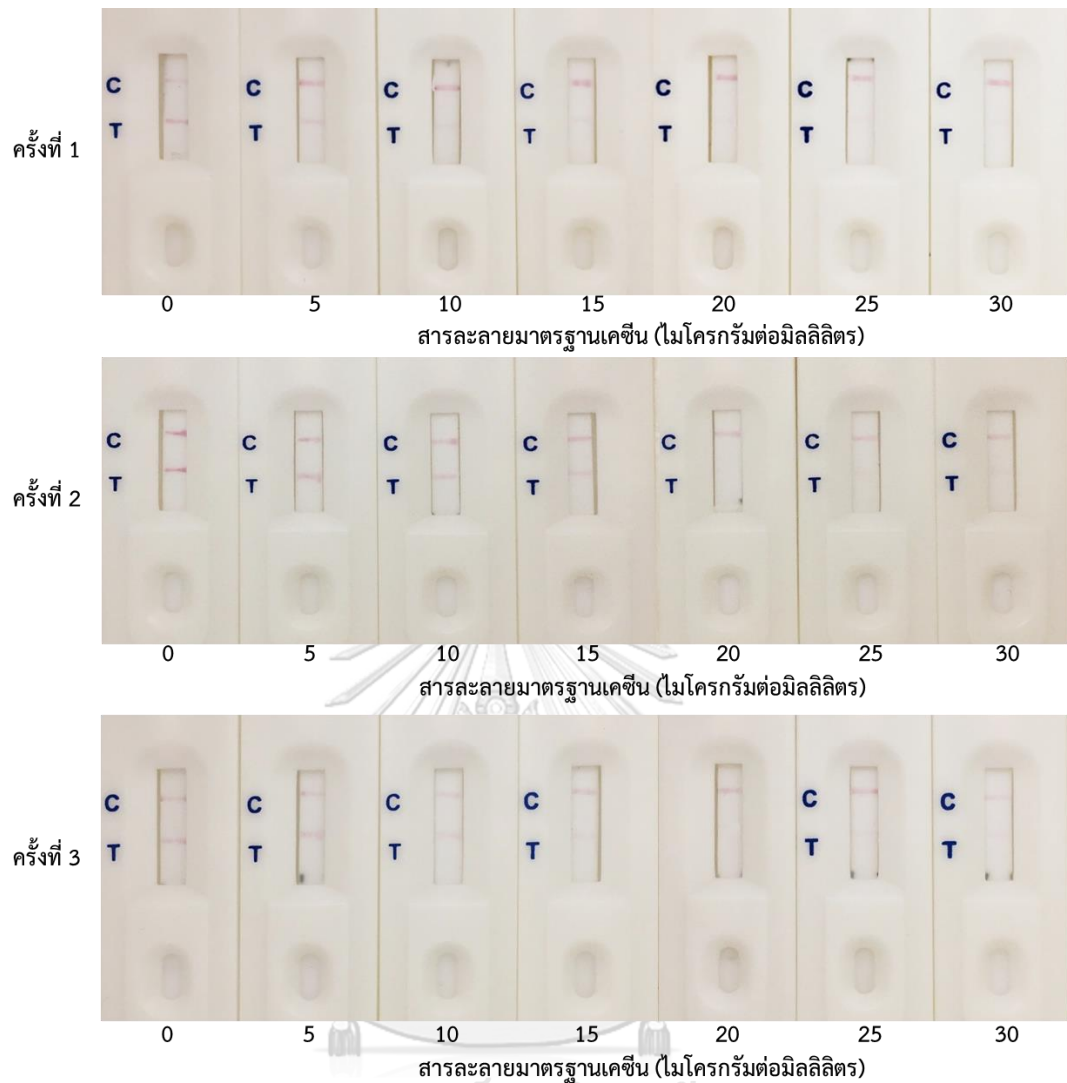 C C C C C C C
T T T T T T T
ครั้งที่ 1
0 5 10 15 20 25 30
สารละลายมาตรฐานเคซีน (ไมโครกรัมต่อมิลลิลิตร)
C C C C C C C
T T T T T T T
ครั้งที่ 2
0 5 10 15 20 25 30
สารละลายมาตรฐานเคซีน (ไมโครกรัมต่อมิลลิลิตร)
C C C C C C
T T T T T T
ครั้งที่ 3
0 5 10 15 20 25 30
สารละลายมาตรฐานเคซีน (ไมโครกรัมต่อมิลลิลิตร)